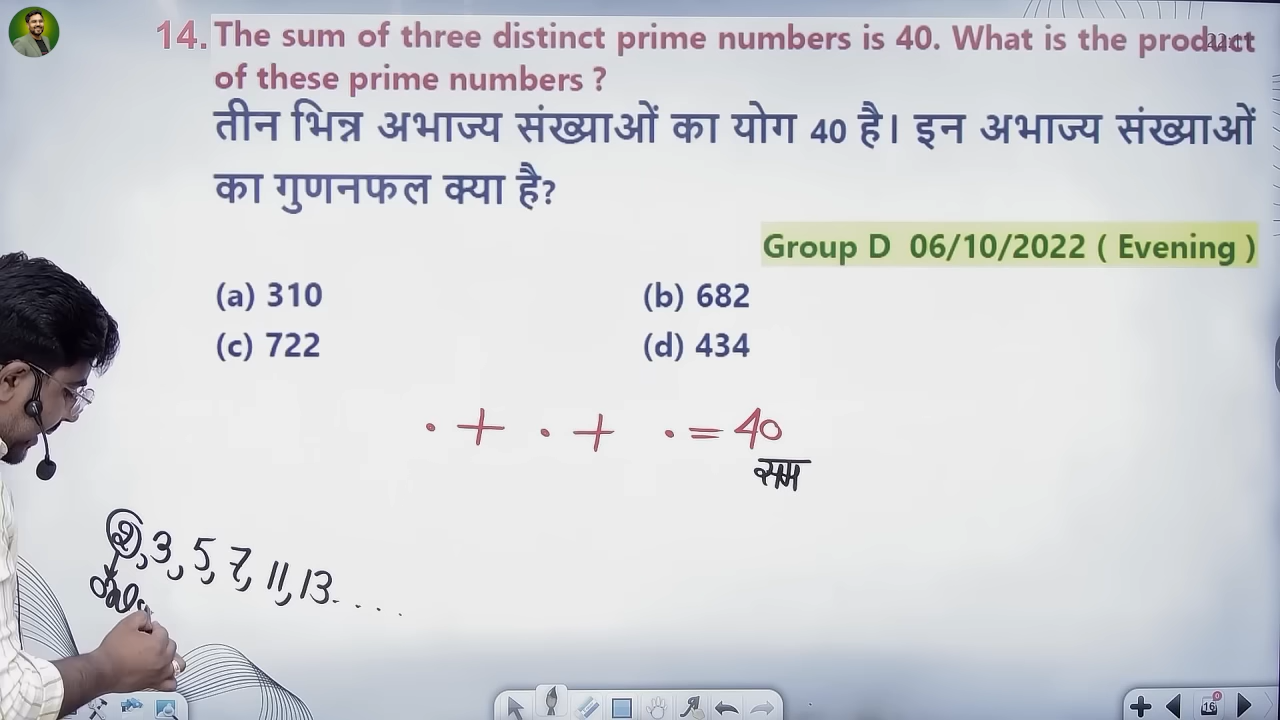 14. The sum of three distinct prime numbers is 40. What is the product
of these prime numbers ?
तीन भिन्न अभाज्य संख्याओं का योग 40 है। इन अभाज्य संख्याओं
का गुणनफल क्या है?
Group D 06/10/2022 ( Evening )
(a) 310 (b) 682
(c) 722 (d) 434
. + . + . = 40
सम
2, 3, 5, 7, 11, 13 . . . .
16